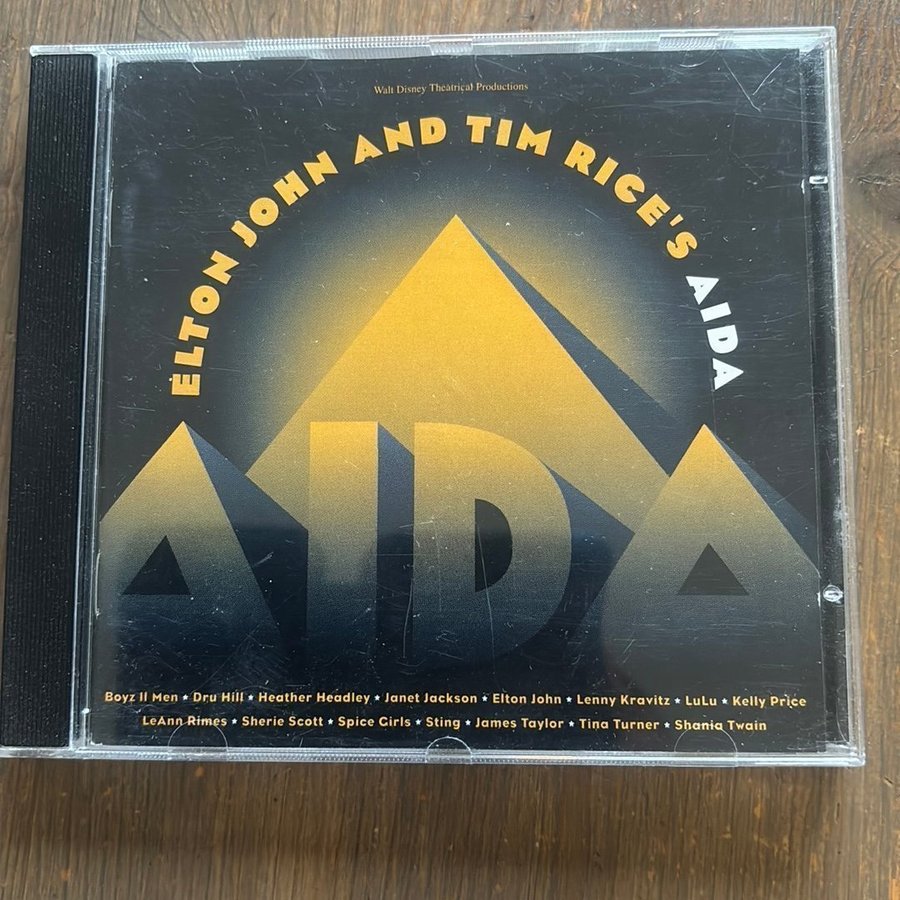 Walt Disney Theatrical Productions
ELTON JOHN AND TIM RICE'S AIDA
AIDA
Boyz II Men ★ Dru Hill ★ Heather Headley ★ Janet Jackson ★ Elton John ★ Lenny Kravitz ★ LuLu ★ Kelly Price
LeAnn Rimes ★ Sherie Scott ★ Spice Girls ★ Sting ★ James Taylor ★ Tina Turner ★ Shania Twain